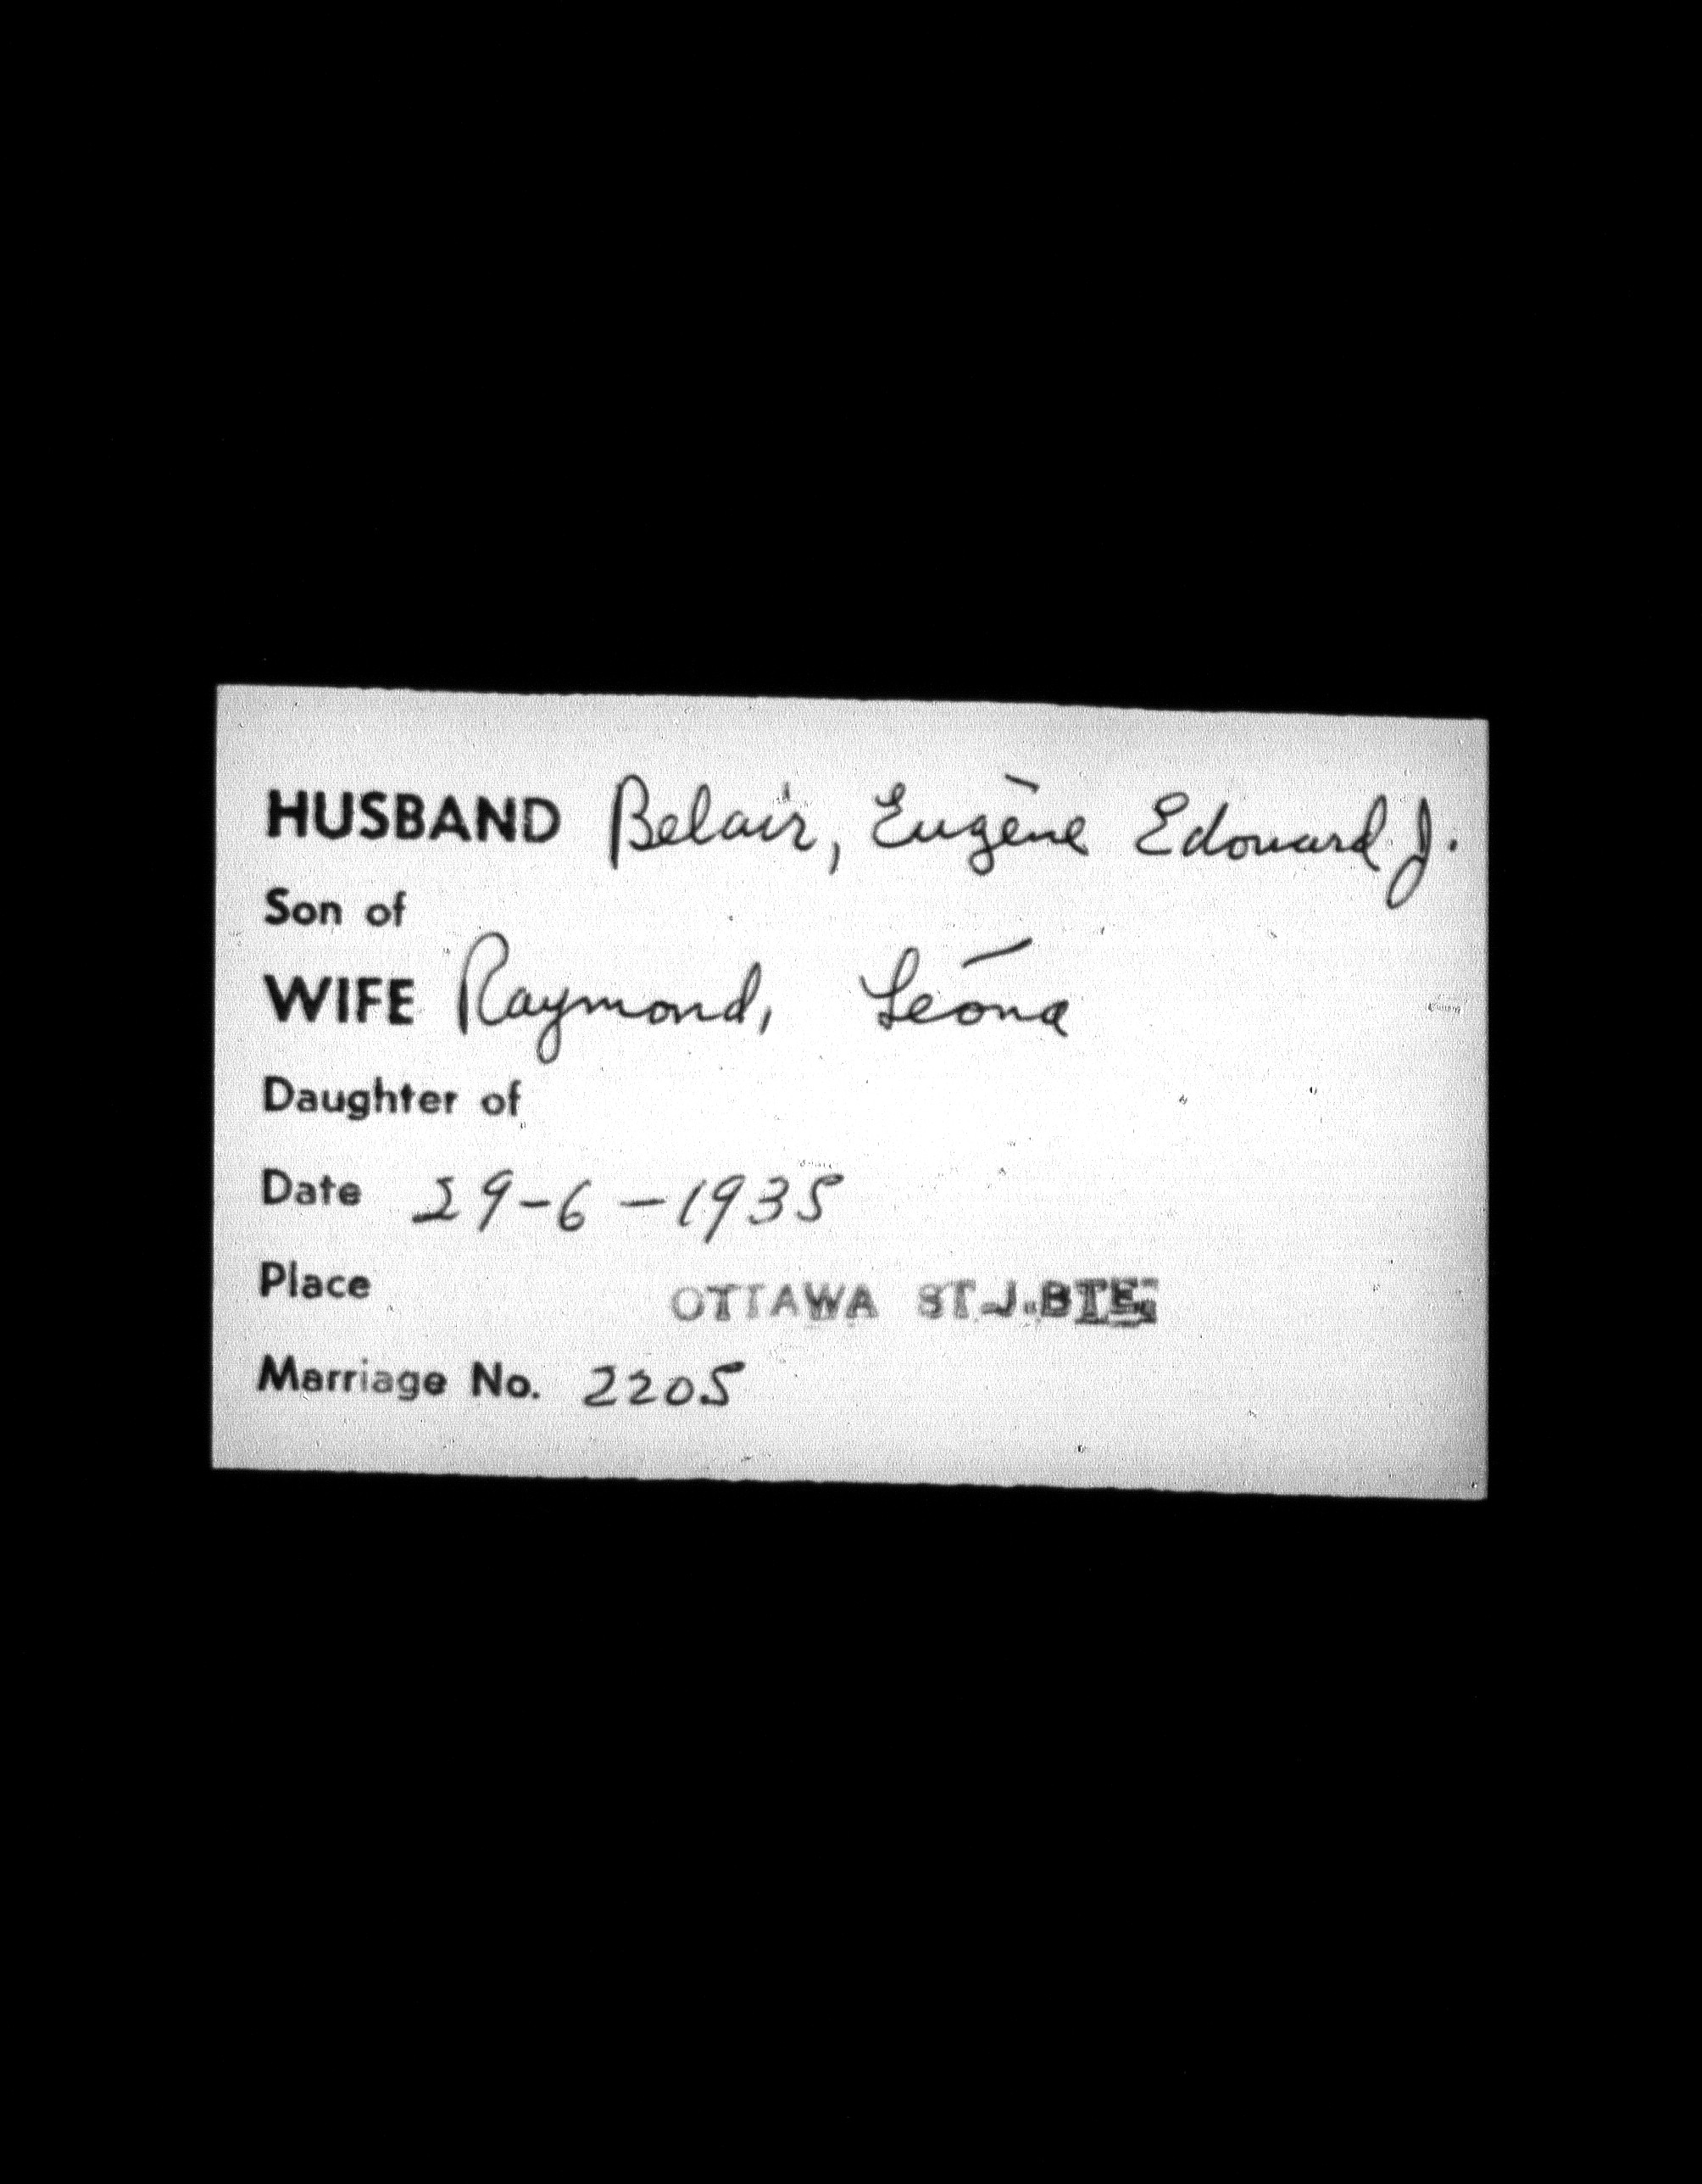 HUSBAND Belair, Eugène Edouard J.
Son of
WIFE Raymond, Léona
Daughter of
Date 29-6-1935
Place OTTAWA ST.J.BTE.
Marriage No. 2205